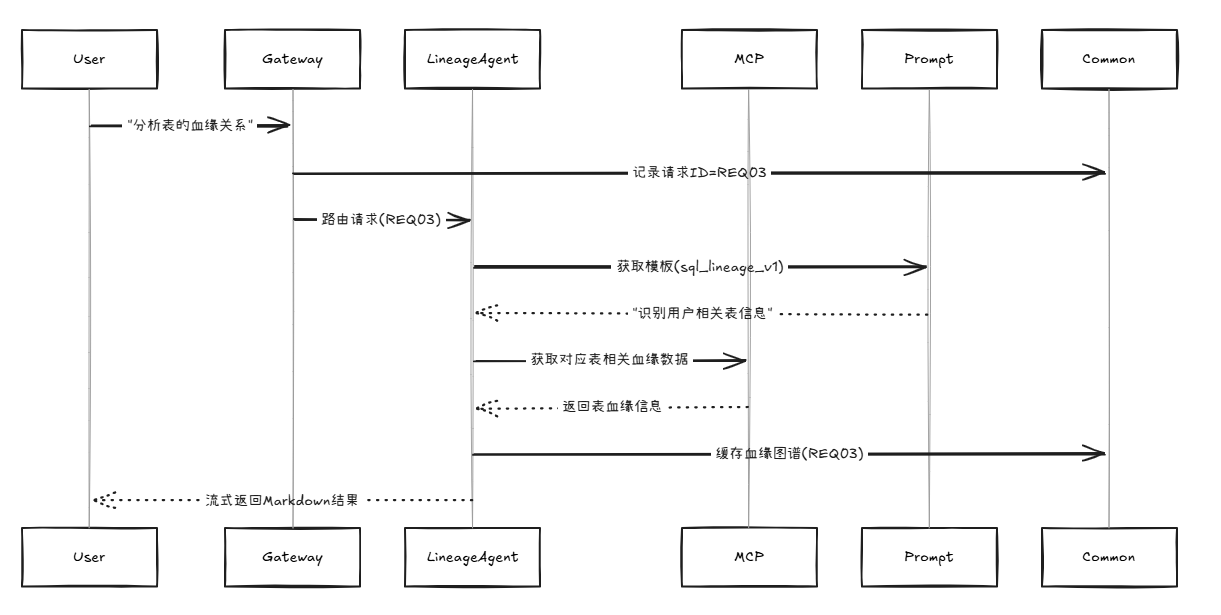 User
Gateway
LineageAgent
MCP
Prompt
Common
"分析表的血缘关系"
记录请求ID=REQ03
路由请求(REQ03)
获取模板(sql_lineage_v1)
"识别用户相关表信息"
获取对应表相关血缘数据
返回表血缘信息
缓存血缘图谱(REQ03)
流式返回Markdown结果
User
Gateway
LineageAgent
MCP
Prompt
Common